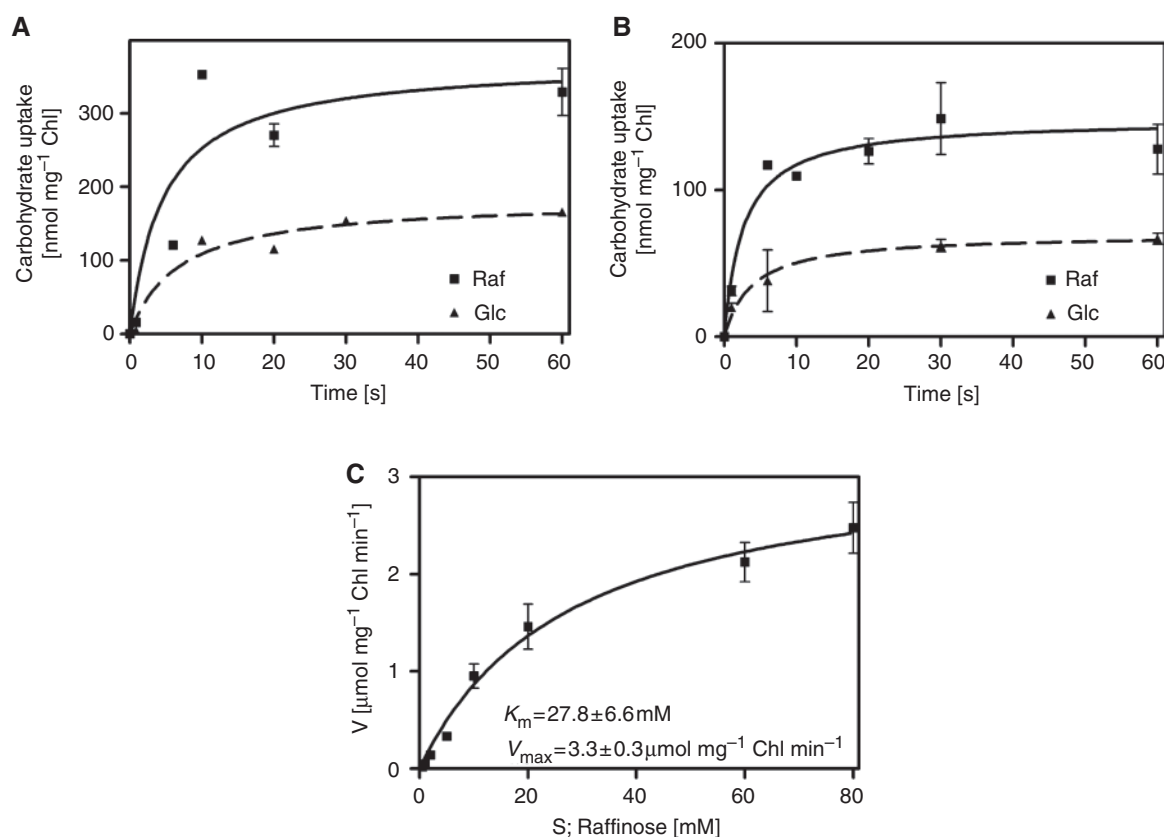 A
Carbohydrate uptake
[nmol mg⁻¹ Chl]
300
200
100
0
Raf
Glc
0 10 20 30 40 50 60
Time [s]
B
Carbohydrate uptake
[nmol mg⁻¹ Chl]
200
100
0
Raf
Glc
0 10 20 30 40 50 60
Time [s]
C
V [μmol mg⁻¹ Chl min⁻¹]
3
2
1
0
Km=27.8±6.6mM
Vmax=3.3±0.3μmol mg⁻¹ Chl min⁻¹
0 20 40 60 80
S; Raffinose [mM]